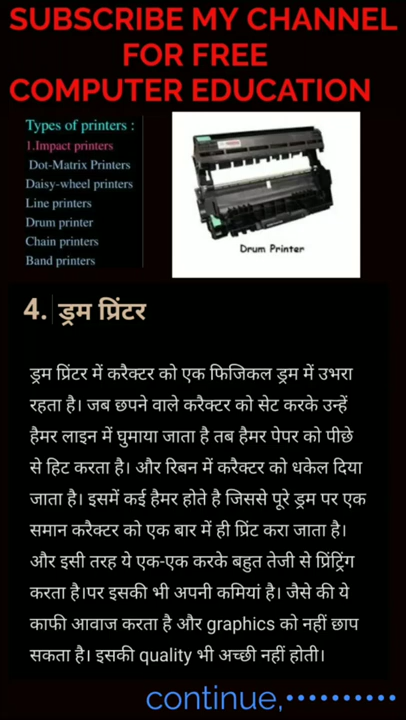 SUBSCRIBE MY CHANNEL
FOR FREE
COMPUTER EDUCATION
Types of printers :
1.Impact printers
Dot-Matrix Printers
Daisy-wheel printers
Line printers
Drum printer
Chain printers
Band printers
Drum Printer
4. ड्रम प्रिंटर
ड्रम प्रिंटर में करैक्टर को एक फिजिकल ड्रम में उभरा
रहता है। जब छपने वाले करैक्टर को सेट करके उन्हें
हैमर लाइन में घुमाया जाता है तब हैमर पेपर को पीछे
से हिट करता है। और रिबन में करैक्टर को धकेल दिया
जाता है। इसमें कई हैमर होते है जिससे पूरे ड्रम पर एक
समान करैक्टर को एक बार में ही प्रिंट करा जाता है।
और इसी तरह ये एक-एक करके बहुत तेजी से प्रिंट्रिंग
करता है।पर इसकी भी अपनी कमियां है। जैसे की ये
काफी आवाज करता है और graphics को नहीं छाप
सकता है। इसकी quality भी अच्छी नहीं होती।
continue,••••••••••